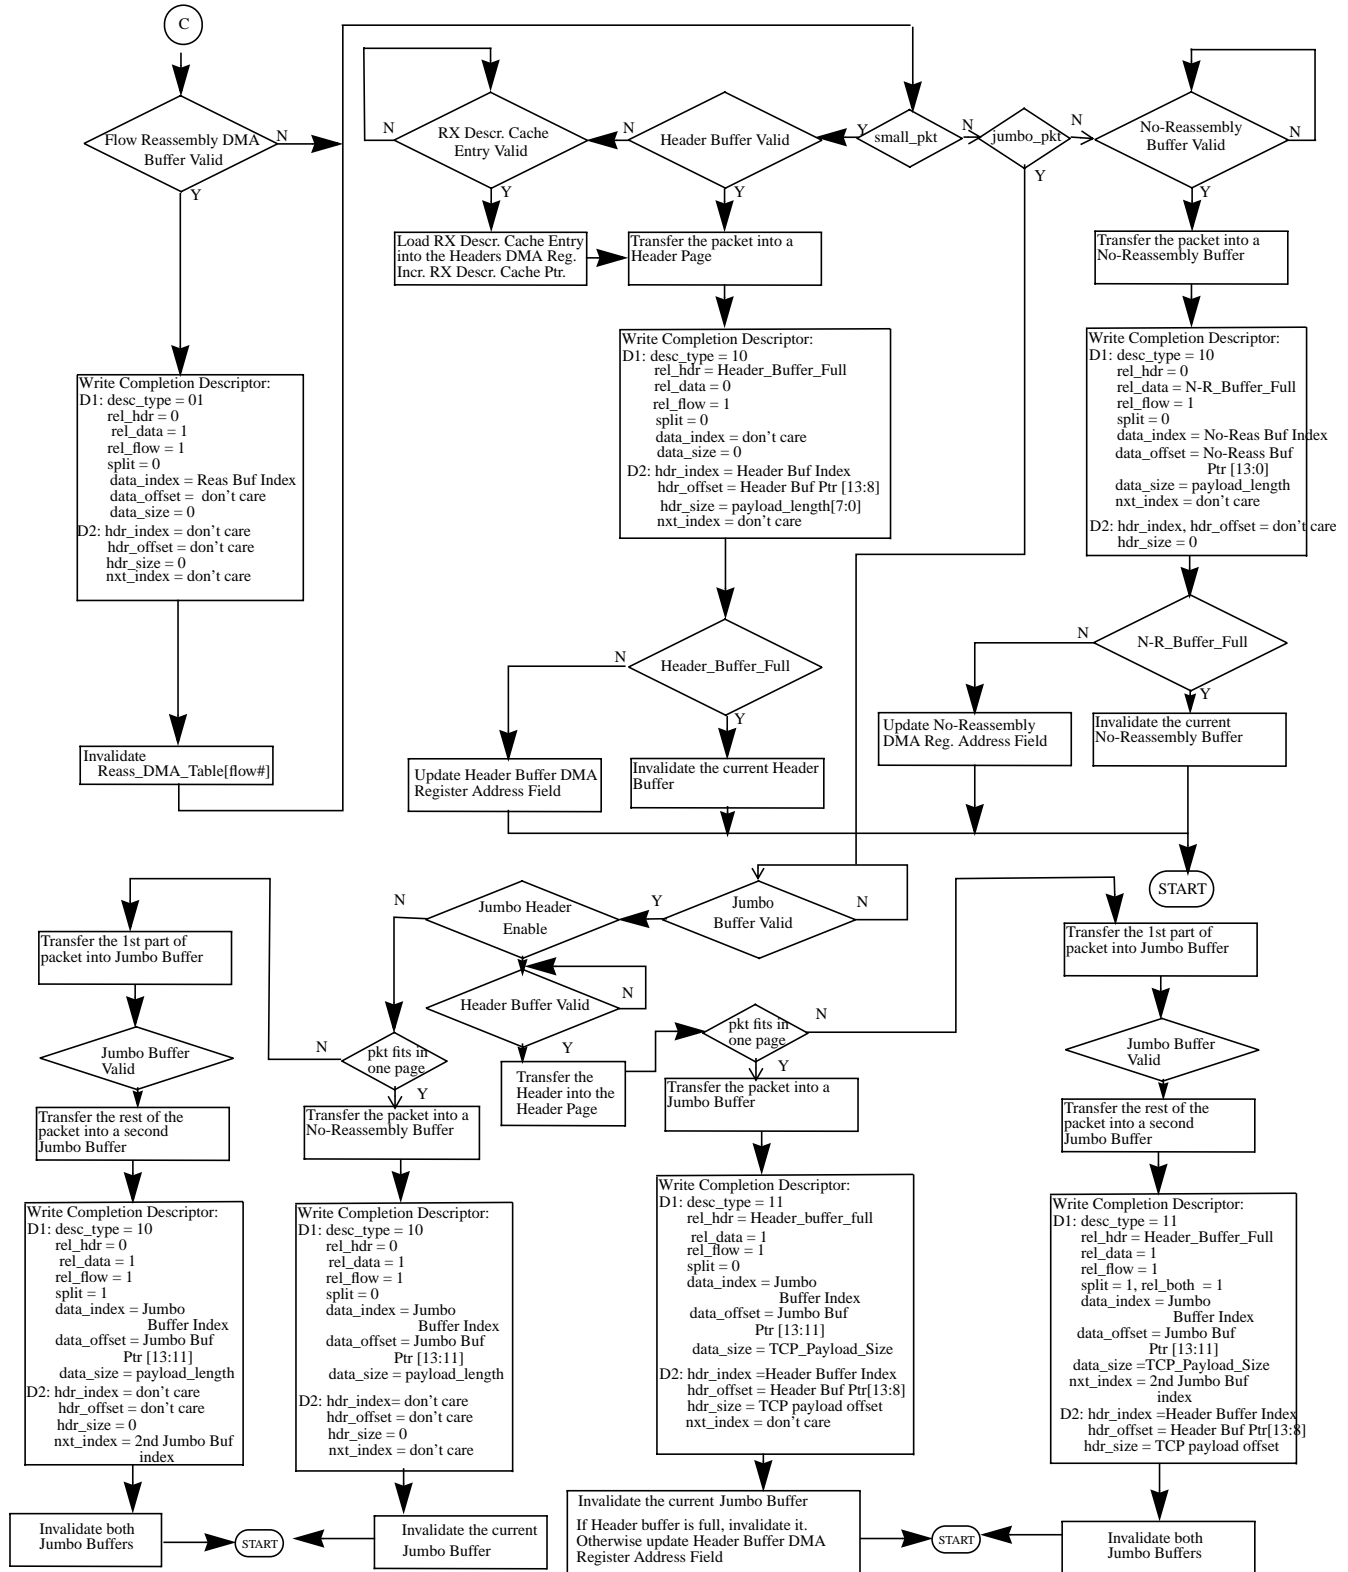 C
Flow Reassembly DMA
Buffer Valid
N
Y
RX Descr. Cache
Entry Valid
N
Y
Header Buffer Valid
N
Y
small_pkt
Y
N
jumbo_pkt
N
Y
No-Reassembly
Buffer Valid
N
Y
Load RX Descr. Cache Entry
into the Headers DMA Reg.
Incr. RX Descr. Cache Ptr.
Transfer the packet into a
Header Page
Transfer the packet into a
No-Reassembly Buffer
Write Completion Descriptor:
D1: desc_type = 01
rel_hdr = 0
rel_data = 1
rel_flow = 1
split = 0
data_index = Reas Buf Index
data_offset =  don't care
data_size = 0
D2: hdr_index = don't care
hdr_offset = don't care
hdr_size = 0
nxt_index = don't care
Write Completion Descriptor:
D1: desc_type = 10
rel_hdr = Header_Buffer_Full
rel_data = 0
rel_flow = 1
split = 0
data_index = don't care
data_size = 0
D2: hdr_index = Header Buf Index
hdr_offset = Header Buf Ptr [13:8]
hdr_size = payload_length[7:0]
nxt_index = don't care
Write Completion Descriptor:
D1: desc_type = 10
rel_hdr = 0
rel_data = N-R_Buffer_Full
rel_flow = 1
split = 0
data_index = No-Reas Buf Index
data_offset = No-Reass Buf
Ptr [13:0]
data_size = payload_length
nxt_index = don't care
D2: hdr_index, hdr_offset = don't care
hdr_size = 0
Header_Buffer_Full
N
Y
N-R_Buffer_Full
N
Y
Invalidate
Reass_DMA_Table[flow#]
Update Header Buffer DMA
Register Address Field
Invalidate the current Header
Buffer
Update No-Reassembly
DMA Reg. Address Field
Invalidate the current
No-Reassembly Buffer
START
Jumbo
Buffer Valid
N
Y
Jumbo Header
Enable
N
Header Buffer Valid
N
Y
Transfer the 1st part of
packet into Jumbo Buffer
Jumbo Buffer
Valid
Transfer the rest of the
packet into a second
Jumbo Buffer
pkt fits in
one page
N
Y
Transfer the packet into a
No-Reassembly Buffer
Transfer the
Header into the
Header Page
pkt fits in
one page
N
Y
Transfer the packet into a
Jumbo Buffer
Transfer the 1st part of
packet into Jumbo Buffer
Jumbo Buffer
Valid
Transfer the rest of the
packet into a second
Jumbo Buffer
Write Completion Descriptor:
D1: desc_type = 10
rel_hdr = 0
rel_data = 1
rel_flow = 1
split = 1
data_index = Jumbo
Buffer Index
data_offset = Jumbo Buf
Ptr [13:11]
data_size = payload_length
D2: hdr_index = don't care
hdr_offset = don't care
hdr_size = 0
nxt_index = 2nd Jumbo Buf
index
Write Completion Descriptor:
D1: desc_type = 10
rel_hdr = 0
rel_data = 1
rel_flow = 1
split = 0
data_index = Jumbo
Buffer Index
data_offset = Jumbo Buf
Ptr [13:11]
data_size = payload_length
D2: hdr_index= don't care
hdr_offset = don't care
hdr_size = 0
nxt_index = don't care
Write Completion Descriptor:
D1: desc_type = 11
rel_hdr = Header_buffer_full
rel_data = 1
rel_flow = 1
split = 0
data_index = Jumbo
Buffer Index
data_offset = Jumbo Buf
Ptr [13:11]
data_size = TCP_Payload_Size
D2: hdr_index =Header Buffer Index
hdr_offset = Header Buf Ptr[13:8]
hdr_size = TCP payload offset
nxt_index = don't care
Write Completion Descriptor:
D1: desc_type = 11
rel_hdr = Header_Buffer_Full
rel_data = 1
rel_flow = 1
split = 1, rel_both  = 1
data_index = Jumbo
Buffer Index
data_offset = Jumbo Buf
Ptr [13:11]
data_size =TCP_Payload_Size
nxt_index = 2nd Jumbo Buf
index
D2: hdr_index =Header Buffer Index
hdr_offset = Header Buf Ptr[13:8]
hdr_size = TCP payload offset
Invalidate both
Jumbo Buffers
START
Invalidate the current
Jumbo Buffer
Invalidate the current Jumbo Buffer
If Header buffer is full, invalidate it.
Otherwise update Header Buffer DMA
Register Address Field
START
Invalidate both
Jumbo Buffers